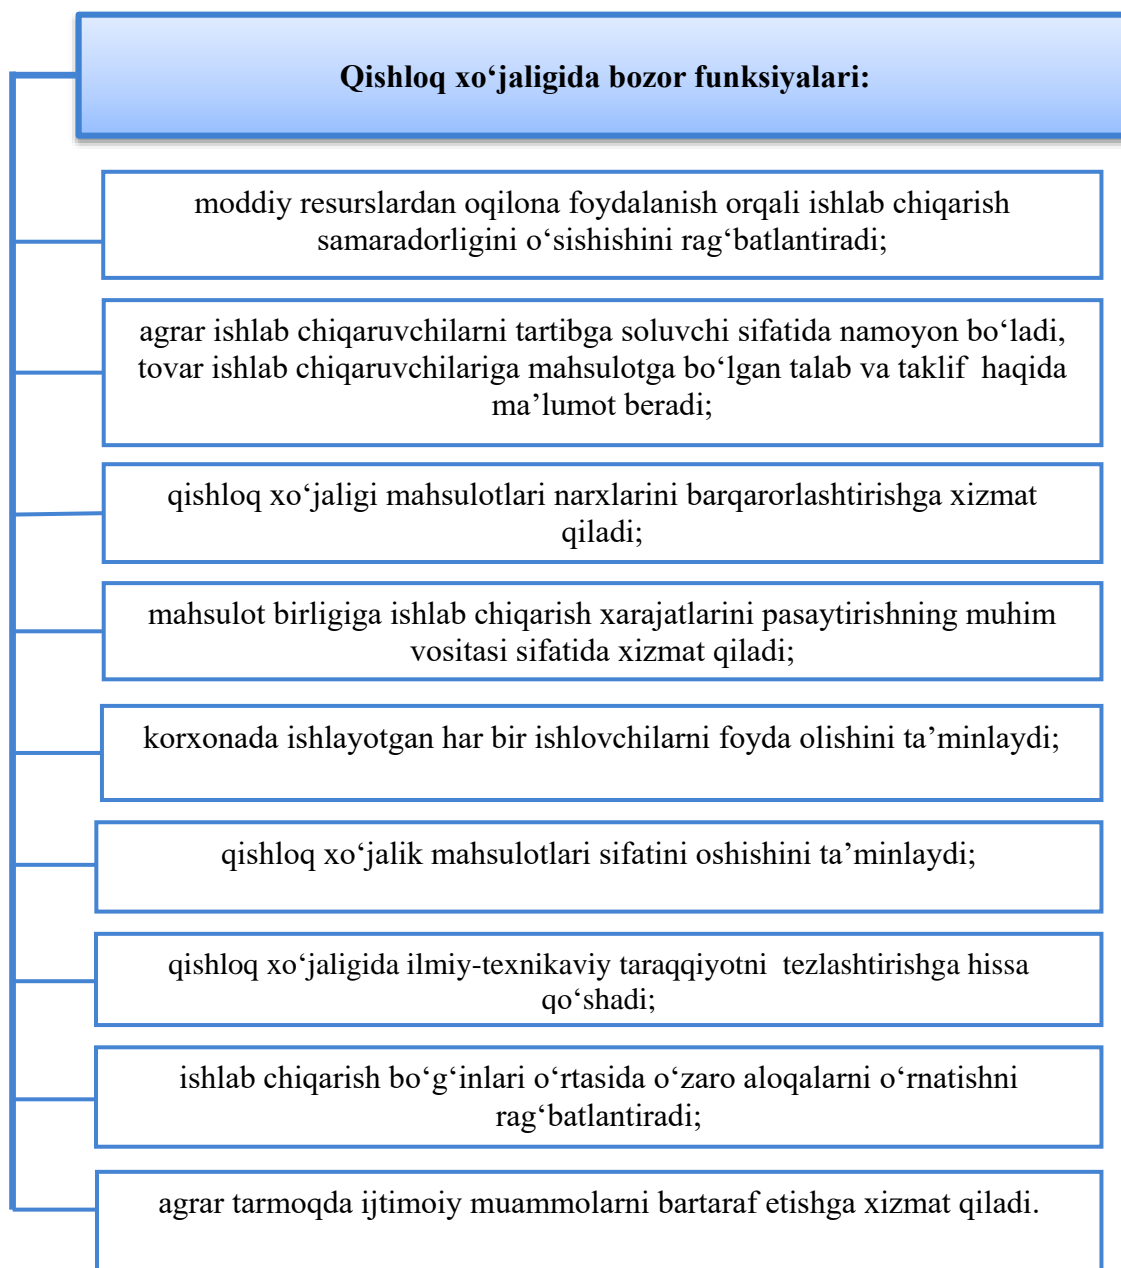 Qishloq xo‘jaligida bozor funksiyalari:
moddiy resurslardan oqilona foydalanish orqali ishlab chiqarish
samaradorligini o‘sishishini rag‘batlantiradi;
agrar ishlab chiqaruvchilarni tartibga soluvchi sifatida namoyon bo‘ladi,
tovar ishlab chiqaruvchilariga mahsulotga bo‘lgan talab va taklif  haqida
ma’lumot beradi;
qishloq xo‘jaligi mahsulotlari narxlarini barqarorlashtirishga xizmat
qiladi;
mahsulot birligiga ishlab chiqarish xarajatlarini pasaytirishning muhim
vositasi sifatida xizmat qiladi;
korxonada ishlayotgan har bir ishlovchilarni foyda olishini ta’minlaydi;
qishloq xo‘jalik mahsulotlari sifatini oshishini ta’minlaydi;
qishloq xo‘jaligida ilmiy-texnikaviy taraqqiyotni  tezlashtirishga hissa
qo‘shadi;
ishlab chiqarish bo‘g‘inlari o‘rtasida o‘zaro aloqalarni o‘rnatishni
rag‘batlantiradi;
agrar tarmoqda ijtimoiy muammolarni bartaraf etishga xizmat qiladi.